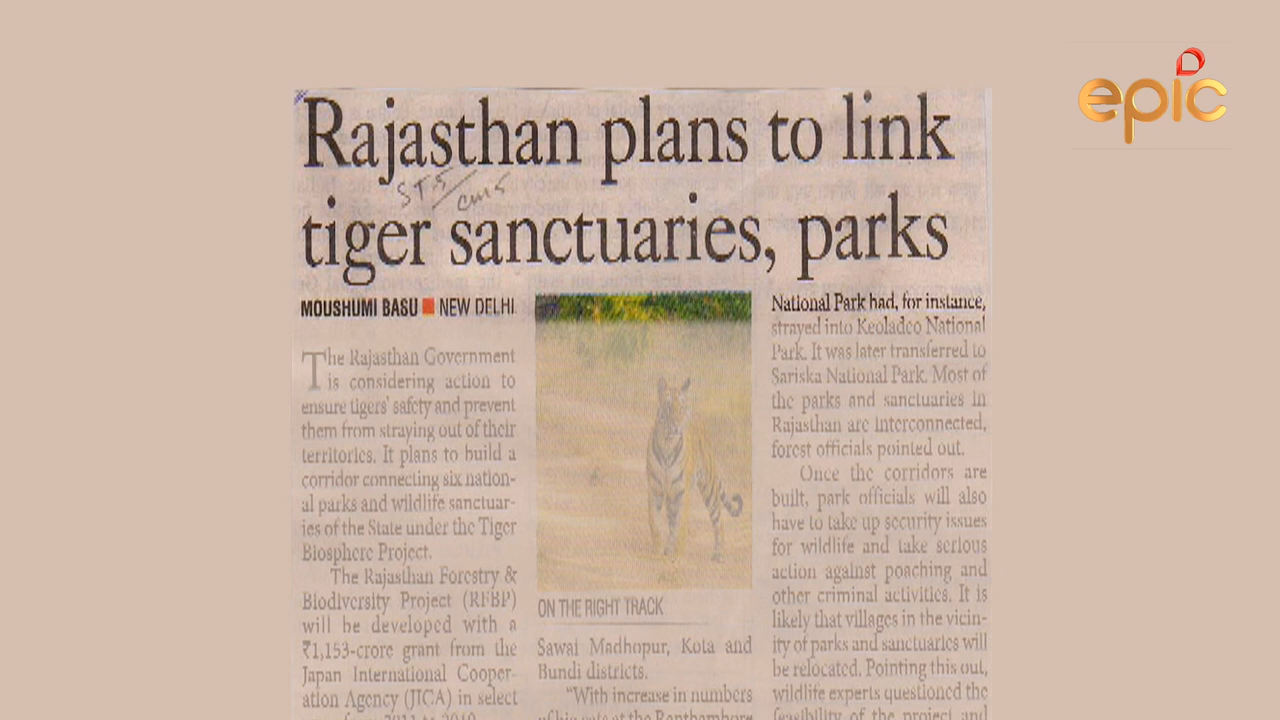 epic
Rajasthan plans to link
tiger sanctuaries, parks
MOUSHUMI BASU ■ NEW DELHI
The Rajasthan Government
is considering action to
ensure tigers' safety and prevent
them from straying out of their
territories. It plans to build a
corridor connecting six nation-
al parks and wildlife sanctuar-
ies of the State under the Tiger
Biosphere Project.
The Rajasthan Forestry &
Biodiversity Project (RFBP)
will be developed with a
₹1,153-crore grant from the
Japan International Cooper-
ation Agency (JICA) in select
ON THE RIGHT TRACK
Sawai Madhopur, Kota and
Bundi districts.
"With increase in numbers
of big cats at the Ranthambore
National Park had, for instance,
strayed into Keoladeo National
Park. It was later transferred to
Sariska National Park. Most of
the parks and sanctuaries in
Rajasthan are interconnected,
forest officials pointed out.
Once the corridors are
built, park officials will also
have to take up security issues
for wildlife and take serious
action against poaching and
other criminal activities. It is
likely that villages in the vicin-
ity of parks and sanctuaries will
be relocated. Pointing this out,
wildlife experts questioned the
feasibility of the project and